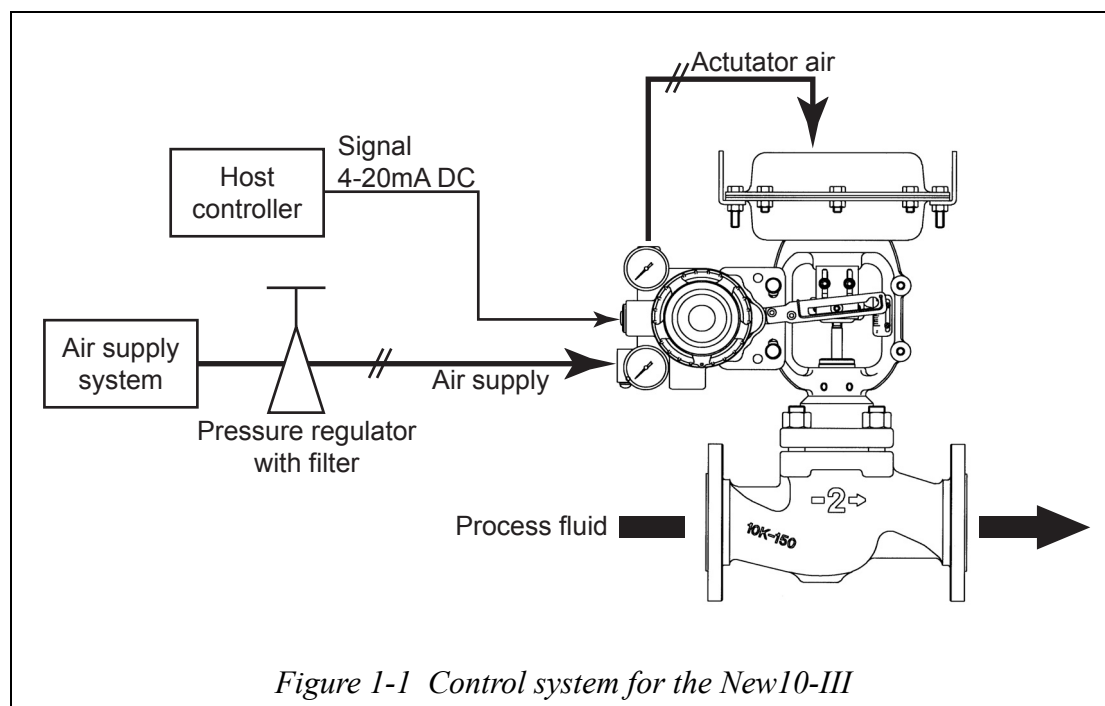 Actutator air
Signal
4-20mA DC
Host
controller
Air supply
system
Air supply
Pressure regulator
with filter
Process fluid
2
10K-150
Figure 1-1 Control system for the New10-III